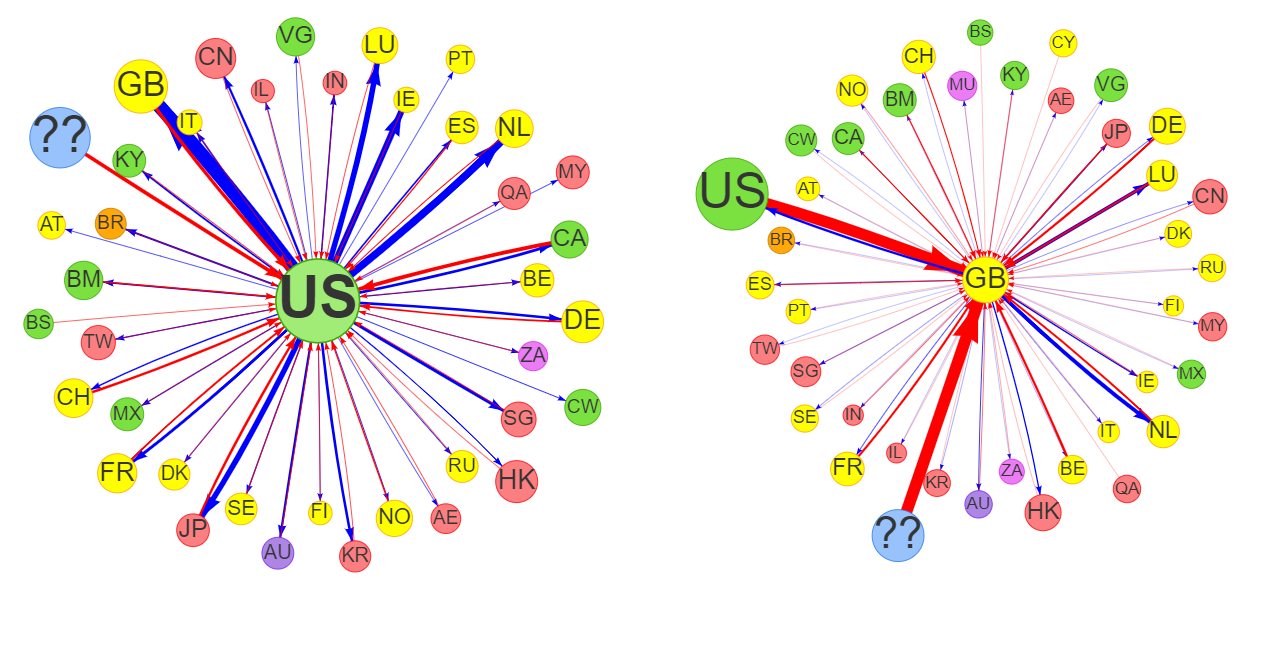 VG
CN
LU
PT
IL
IN
GB
IE
IT
??
ES
NL
KY
MY
QA
AT
BR
CA
BM
BE
US
BS
DE
TW
ZA
CH
MX
CW
SG
FR
DK
RU
HK
JP
SE
FI
NO
AE
AU
KR
BS
CY
CH
MU
KY
NO
BM
AE
VG
CW
CA
JP
DE
US
AT
LU
CN
BR
DK
ES
GB
RU
PT
FI
TW
MY
SG
MX
IE
SE
IN
IT
NL
FR
IL
KR
ZA
BE
QA
AU
HK
??